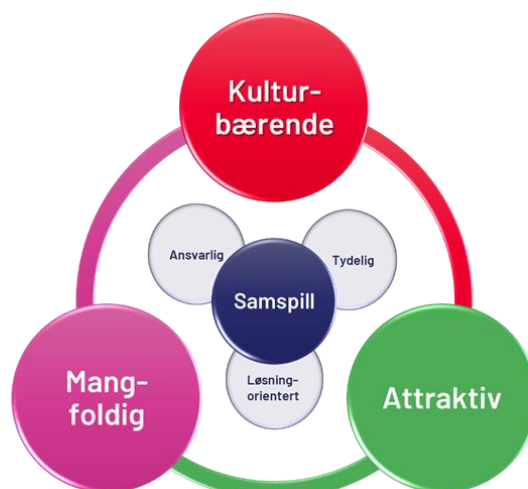 Kultur-
bærende
Ansvarlig
Tydelig
Samspill
Løsning-
orientert
Mang-
foldig
Attraktiv